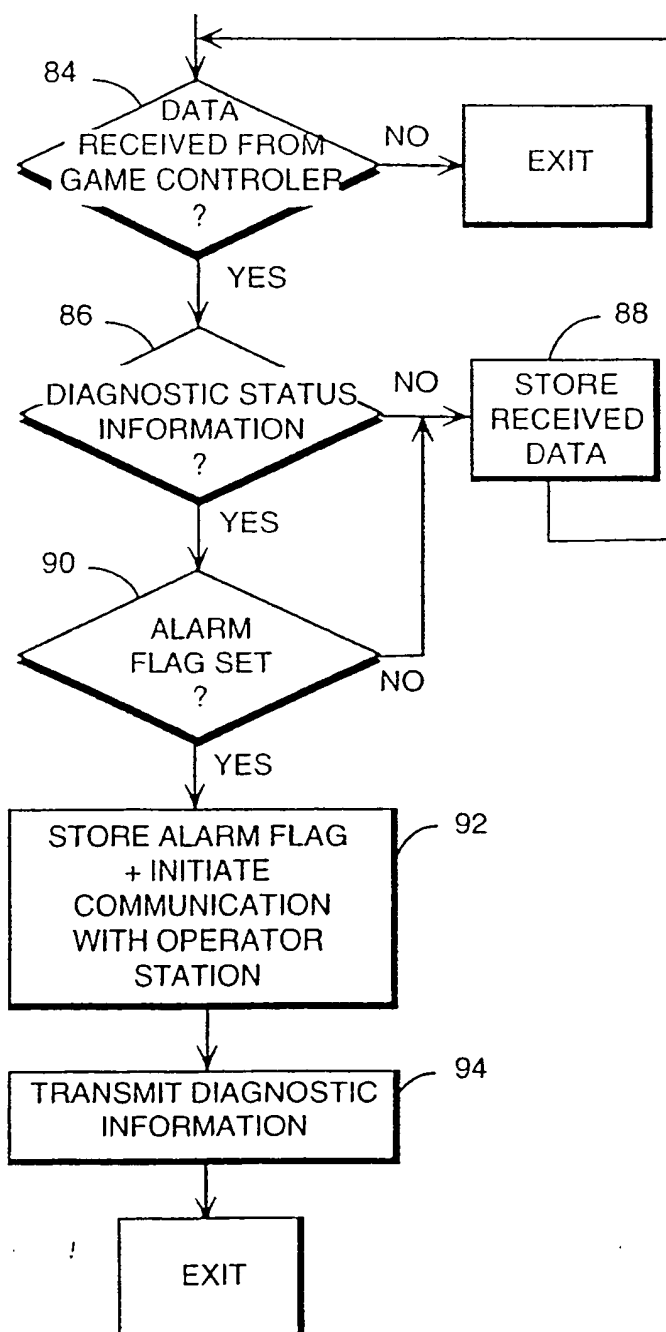 84
DATA
RECEIVED FROM
GAME CONTROLER
?
NO
EXIT
YES
86
DIAGNOSTIC STATUS
INFORMATION
?
NO
88
STORE
RECEIVED
DATA
YES
90
ALARM
FLAG SET
?
NO
YES
STORE ALARM FLAG
+ INITIATE
COMMUNICATION
WITH OPERATOR
STATION
92
TRANSMIT DIAGNOSTIC
INFORMATION
94
EXIT